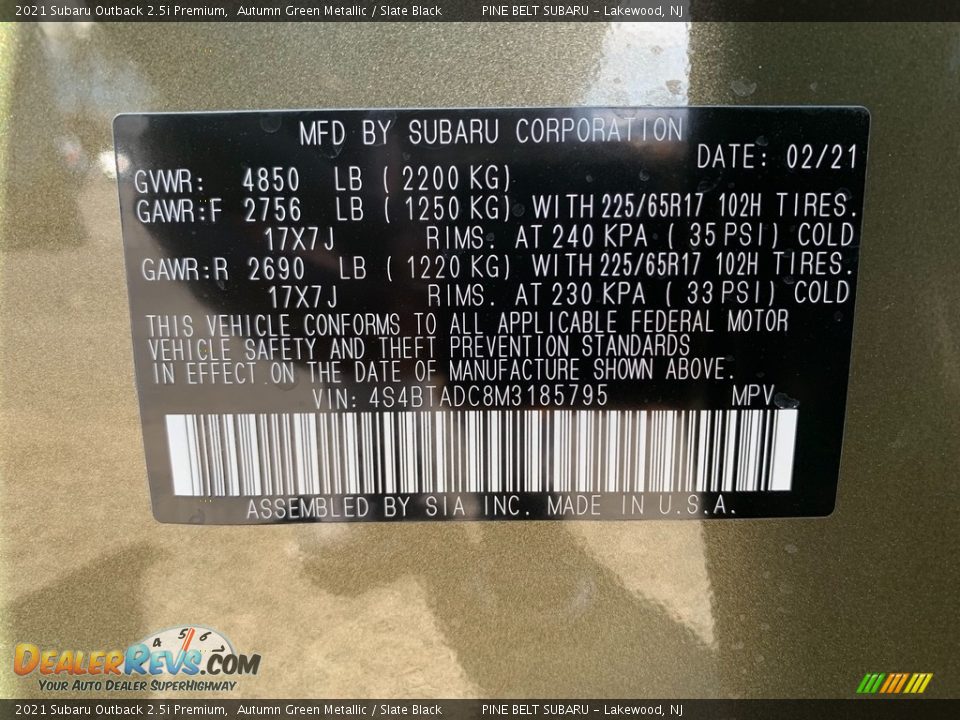 2021 Subaru Outback 2.5i Premium,  Autumn Green Metallic / Slate Black          PINE BELT SUBARU - Lakewood, NJ
MFD BY SUBARU CORPORATION
DATE: 02/21
GVWR: 4850 LB ( 2200 KG)
GAWR:F 2756 LB ( 1250 KG) WITH 225/65R17 102H TIRES.
17X7J RIMS. AT 240 KPA ( 35 PSI) COLD
GAWR:R 2690 LB ( 1220 KG) WITH 225/65R17 102H TIRES.
17X7J RIMS. AT 230 KPA ( 33 PSI) COLD
THIS VEHICLE CONFORMS TO ALL APPLICABLE FEDERAL MOTOR
VEHICLE SAFETY AND THEFT PREVENTION STANDARDS
IN EFFECT ON THE DATE OF MANUFACTURE SHOWN ABOVE.
VIN: 4S4BTADC8M3185795 MPV
ASSEMBLED BY SIA INC. MADE IN U.S.A.
4 5 6
DEALERREVS.COM
YOUR AUTO DEALER SUPERHIGHWAY
2021 Subaru Outback 2.5i Premium,  Autumn Green Metallic / Slate Black          PINE BELT SUBARU - Lakewood, NJ